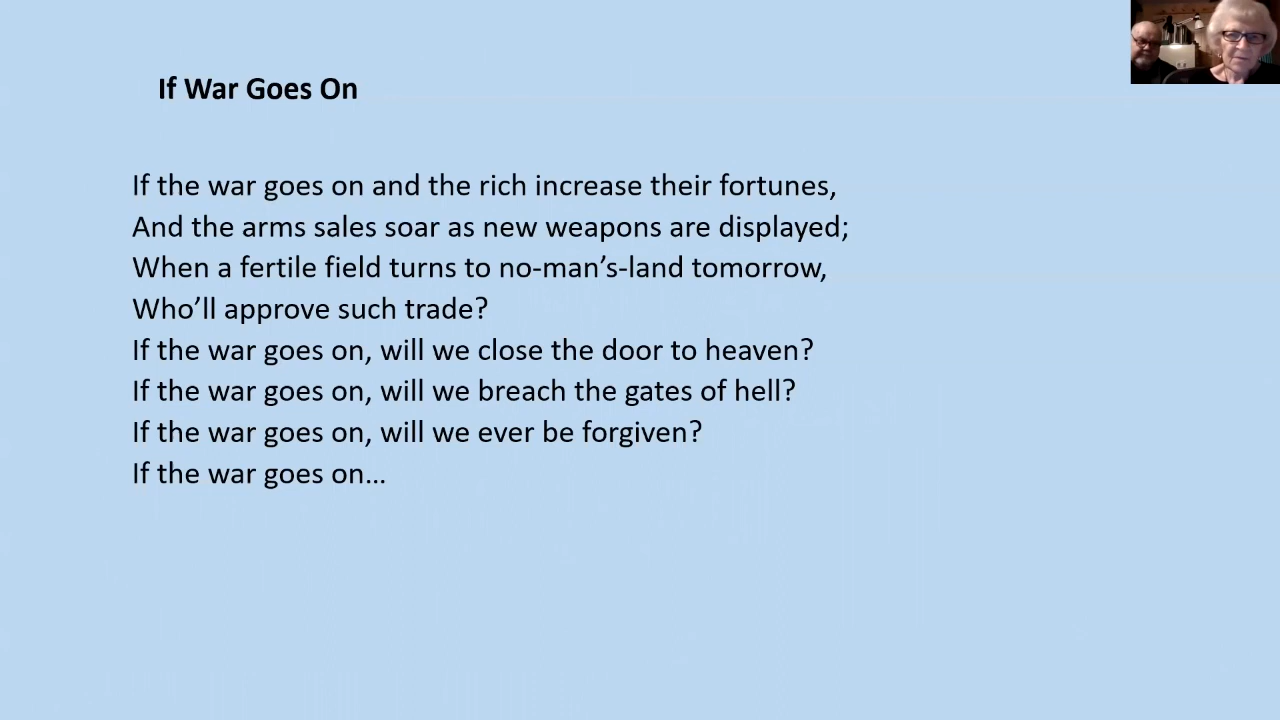 If War Goes On
If the war goes on and the rich increase their fortunes,
And the arms sales soar as new weapons are displayed;
When a fertile field turns to no-man’s-land tomorrow,
Who’ll approve such trade?
If the war goes on, will we close the door to heaven?
If the war goes on, will we breach the gates of hell?
If the war goes on, will we ever be forgiven?
If the war goes on…